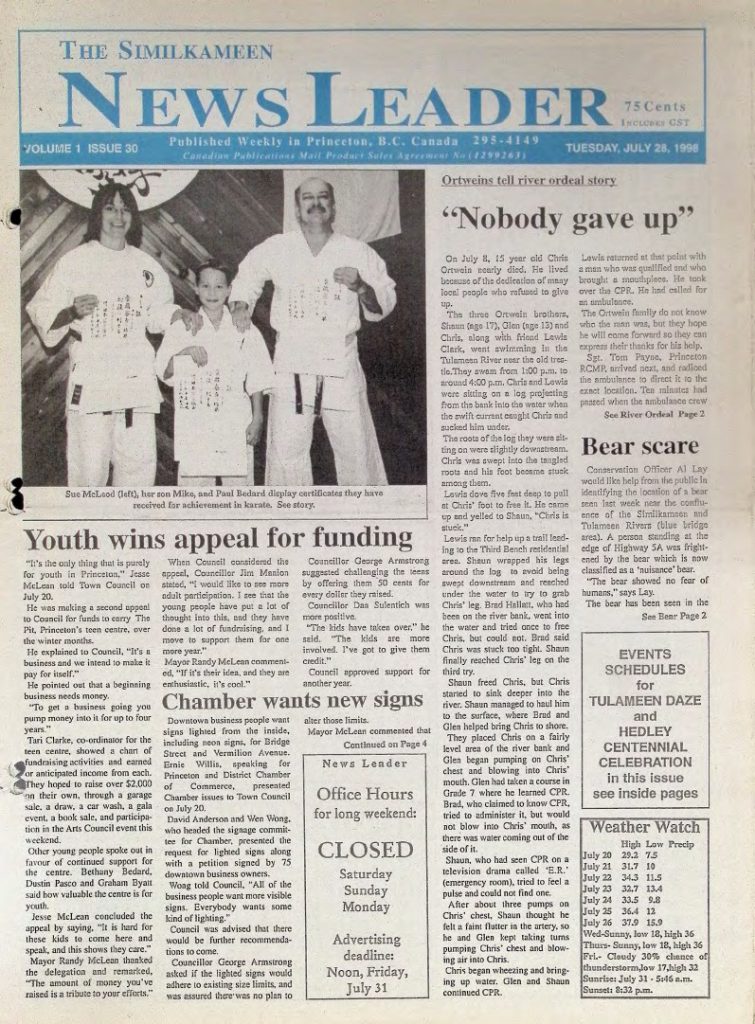 THE SIMILKAMEEN
NEWS LEADER
75 Cents
INCLUDES GST
VOLUME 1 ISSUE 30
Published Weekly in Princeton, B.C. Canada 295-4149
Canadian Publications Mail Product Sales Agreement No (1299263)
TUESDAY, JULY 28, 1998
Sue McLeod (left), her son Mike, and Paul Bedard display certificates they have
received for achievement in karate. See story.
Ortweins tell river ordeal story
“Nobody gave up”
On July 8, 15 year old Chris
Ortwein nearly died. He lived
because of the dedication of many
local people who refused to give
up.
The three Ortwein brothers,
Shaun (age 17), Glen (age 13) and
Chris, along with friend Lewis
Clark, went swimming in the
Tulameen River near the old tres-
tle.They swam from 1:00 p.m. to
around 4:00 p.m. Chris and Lewis
were sitting on a log projecting
from the bank into the water when
the swift current caught Chris and
sucked him under.
The roots of the log they were sit-
ting on were slightly downstream.
Chris was swept into the tangled
roots and his foot became stuck
among them.
Lewis dove five feet deep to pull
at Chris' foot to free it. He came
up and yelled to Shaun, “Chris is
stuck.”
Lewis ran for help up a trail lead-
ing to the Third Bench residential
area. Shaun wrapped his legs
around the log to avoid being
swept downstream and reached
under the water to try to grab
Chris' leg. Brad Hallatt, who had
been on the river bank, went into
the water and tried once to free
Chris, but could not. Brad said
Chris was stuck too tight. Shaun
finally reached Chris' leg on the
third try.
Shaun freed Chris, but Chris
started to sink deeper into the
river. Shaun managed to haul him
to the surface, where Brad and
Glen helped bring Chris to shore.
They placed Chris on a fairly
level area of the river bank and
Glen began pumping on Chris'
chest and blowing into Chris'
mouth. Glen had taken a course in
Grade 7 where he learned CPR.
Brad, who claimed to know CPR,
tried to administer it, but would
not blow into Chris' mouth, as
there was water coming out of the
side of it.
Shaun, who had seen CPR on a
television drama called 'E.R.'
(emergency room), tried to feel a
pulse and could not find one.
After about three pumps on
Chris' chest, Shaun thought he
felt a faint flutter in the artery, so
he and Glen kept taking turns
pumping Chris' chest and blow-
ing air into Chris.
Chris began wheezing and bring-
ing up water. Glen and Shaun
continued CPR.
Lewis returned at that point with
a man who was qualified and who
brought a mouthpiece. He took
over the CPR. He had called for
an ambulance.
The Ortwein family do not know
who the man was, but they hope
he will come forward so they can
express their thanks for his help.
Sgt. Tom Payne, Princeton
RCMP, arrived next, and radioed
the ambulance to direct it to the
exact location. Ten minutes had
passed when the ambulance crew
See River Ordeal Page 2
Bear scare
Conservation Officer Al Lay
would like help from the public in
identifying the location of a bear
seen last week near the conflu-
ence of the Similkameen and
Tulameen Rivers (blue bridge
area). A person standing at the
edge of Highway 5A was fright-
ened by the bear which is now
classified as a 'nuisance' bear.
“The bear showed no fear of
humans,” says Lay.
The bear has been seen in the
See Bear Page 2
Youth wins appeal for funding
“It's the only thing that is purely
for youth in Princeton,” Jesse
McLean told Town Council on
July 20.
He was making a second appeal
to Council for funds to carry The
Pit, Princeton's teen centre, over
the winter months.
He explained to Council, “It's a
business and we intend to make it
pay for itself.”
He pointed out that a beginning
business needs money.
“To get a business going you
pump money into it for up to four
years.”
Tari Clarke, co-ordinator for the
teen centre, showed a chart of
fundraising activities and earned
or anticipated income from each.
They hoped to raise over $2,000
on their own, through a garage
sale, a draw, a car wash, a gala
event, a book sale, and participa-
tion in the Arts Council event this
weekend.
Other young people spoke out in
favour of continued support for
the centre. Bethany Bedard,
Dustin Pasco and Graham Byatt
said how valuable the centre is for
youth.
Jesse McLean concluded the
appeal by saying, “It is hard for
these kids to come here and
speak, and this shows they care.”
Mayor Randy McLean thanked
the delegation and remarked,
“The amount of money you've
raised is a tribute to your efforts.”
When Council considered the
appeal, Councillor Jim Manion
stated, “I would like to see more
adult participation. I see that the
young people have put a lot of
thought into this, and they have
done a lot of fundraising, and I
move to support them for one
more year.”
Mayor Randy McLean comment-
ed, “If it's their idea, and they are
enthusiastic, it's cool.”
Councillor George Armstrong
suggested challenging the teens
by offering them 50 cents for
every dollar they raised.
Councillor Dan Sulentich was
more positive.
“The kids have taken over,” he
said. “The kids are more
involved. I've got to give them
credit.”
Council approved support for
another year.
Chamber wants new signs
Downtown business people want
signs lighted from the inside,
including neon signs, for Bridge
Street and Vermilion Avenue.
Ernie Willis, speaking for
Princeton and District Chamber
of Commerce, presented
Chamber issues to Town Council
on July 20.
David Anderson and Wen Wong,
who headed the signage commit-
tee for Chamber, presented the
request for lighted signs along
with a petition signed by 75
downtown business owners.
Wong told Council, “All of the
business people want more visible
signs. Everybody wants some
kind of lighting.”
Council was advised that there
would be further recommenda-
tions to come.
Councillor George Armstrong
asked if the lighted signs would
adhere to existing size limits, and
was assured there was no plan to
alter those limits.
Mayor McLean commented that
Continued on Page 4
News Leader
Office Hours
for long weekend:
CLOSED
Saturday
Sunday
Monday
Advertising
deadline:
Noon, Friday,
July 31
EVENTS
SCHEDULES
for
TULAMEEN DAZE
and
HEDLEY
CENTENNIAL
CELEBRATION
in this issue
see inside pages
Weather Watch
High Low Precip
July 20 29.2 7.5
July 21 31.7 10
July 22 34.3 11.5
July 23 32.7 13.4
July 24 33.5 9.8
July 25 36.4 12
July 26 37.9 15.9
Wed-Sunny, low 18, high 36
Thurs- Sunny, low 18, high 36
Fri.- Cloudy 30% chance of
thunderstorm,low 17,high 32
Sunrise: July 31 - 5:46 a.m.
Sunset: 8:32 p.m.